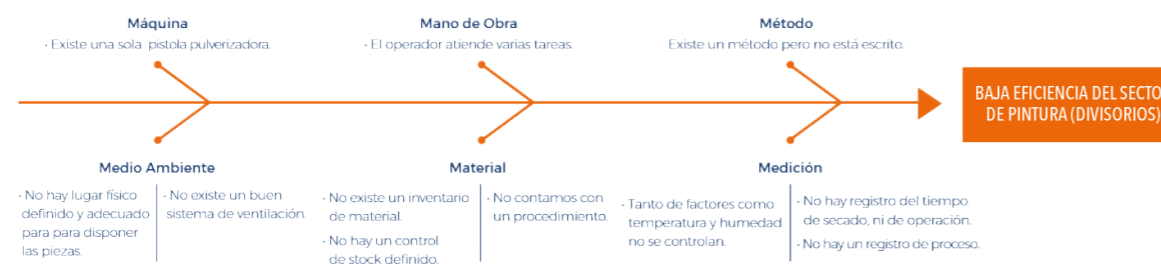 Máquina
· Existe una sola pistola pulverizadora.
Mano de Obra
· El operador atiende varias tareas.
Método
Existe un método pero no está escrito.
BAJA EFICIENCIA DEL SECTO
DE PINTURA (DIVISORIOS)
Medio Ambiente
· No hay lugar físico
definido y adecuado
para para disponer
las piezas.
· No existe un buen
sistema de ventilación.
Material
· No existe un inventario
de material.
· No hay un control
de stock definido.
· No contamos con
un procedimiento.
Medición
· Tanto de factores como
temperatura y humedad
no se controlan.
· No hay registro del tiempo
de secado, ni de operación.
· No hay un registro de proceso.